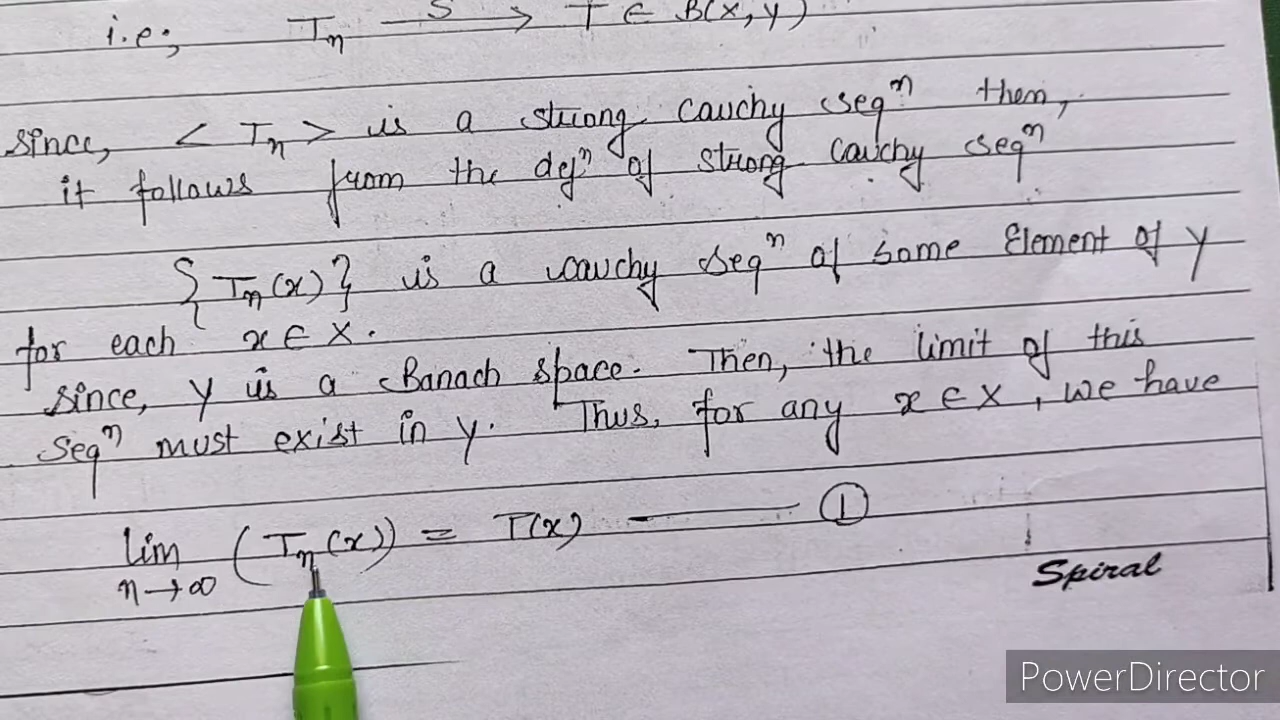 i.e; Tₙ —S→ T ∈ B(X, Y)
Since, < Tₙ > is a strong Cauchy seqⁿ then,
it follows from the defⁿ of strong Cauchy seqⁿ
{Tₙ(x)} is a Cauchy seqⁿ of some Element of Y
for each x ∈ X.
Since, Y is a Banach space. Then, the limit of this
Seqⁿ must exist in Y. Thus, for any x ∈ X, we have
lim (Tₙ(x)) = T(x) ——— ①
n→∞
Spiral
PowerDirector